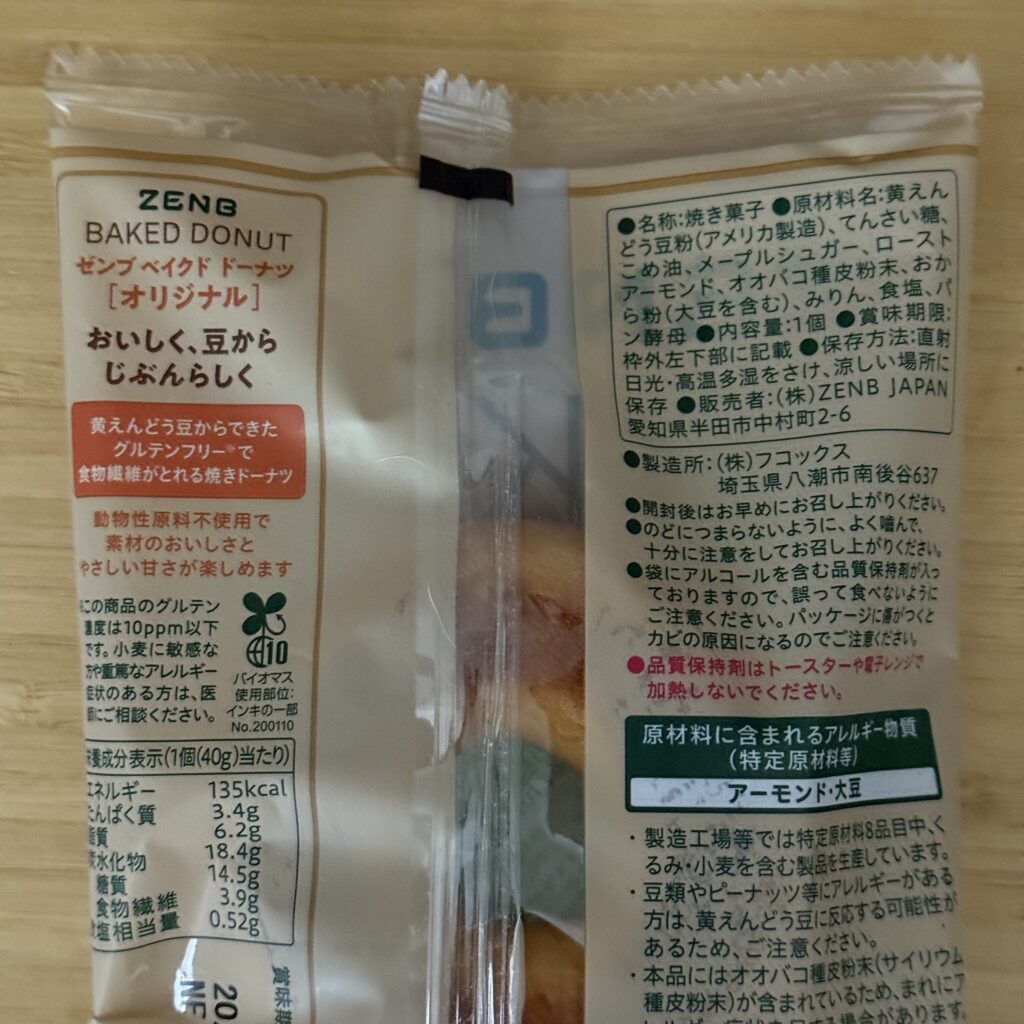 ZENB
BAKED DONUT
ゼンブ ベイクド ドーナツ
[オリジナル]
おいしく、豆から
じぶんらしく
黄えんどう豆からできた
グルテンフリー*で
食物繊維がとれる焼きドーナツ
動物性原料不使用で
素材のおいしさと
やさしい甘さが楽しめます
この商品のグルテン
濃度は10ppm以下
です。小麦に敏感な
方や重篤なアレルギー
症状のある方は、医
師にご相談ください。
10
バイオマス
使用部位:
インキの一部
No.200110
栄養成分表示(1個(40g)当たり)
エネルギー 135kcal
たんぱく質 3.4g
脂質 6.2g
炭水化物 18.4g
糖質 14.5g
食物繊維 3.9g
食塩相当量 0.52g
賞味期
20.
NF
●名称:焼き菓子 ●原材料名:黄えん
どう豆粉(アメリカ製造)、てんさい糖、
こめ油、メープルシュガー、ロースト
アーモンド、オオバコ種皮粉末、おか
ら粉(大豆を含む)、みりん、食塩、パ
ン酵母 ●内容量:1個 ●賞味期限:
枠外左下部に記載 ●保存方法:直射
日光・高温多湿をさけ、涼しい場所に
保存 ●販売者:(株)ZENB JAPAN
愛知県半田市中村町2-6
●製造所:(株)フコックス
埼玉県八潮市南後谷637
●開封後はお早めにお召し上がりください。
●のどにつまらないように、よく噛んで、
十分に注意をしてお召し上がりください。
●袋にアルコールを含む品質保持剤が入っ
ておりますので、誤って食べないように
ご注意ください。パッケージに傷がつくと
カビの原因になるのでご注意ください。
●品質保持剤はトースターや電子レンジで
加熱しないでください。
原材料に含まれるアレルギー物質
(特定原材料等)
アーモンド・大豆
・製造工場等では特定原材料8品目中、く
るみ・小麦を含む製品を生産しています。
・豆類やピーナッツ等にアレルギーがある
方は、黄えんどう豆に反応する可能性が
あるため、ご注意ください。
・本品にはオオバコ種皮粉末(サイリウム
種皮粉末)が含まれているため、まれにア
レルギー症状を呈する場合があります。